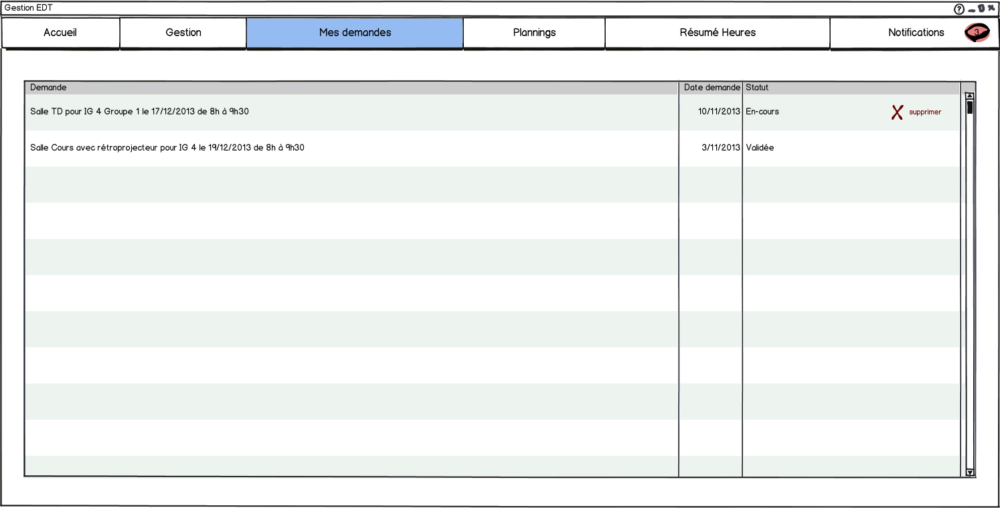 Gestion EDT
?
Accueil Gestion Mes demandes Plannings Résumé Heures Notifications 3
Demande Date demande Statut
Salle TD pour IG 4 Groupe 1 le 17/12/2013 de 8h à 9h30 10/11/2013 En-cours X supprimer
Salle Cours avec rétroprojecteur pour IG 4 le 19/12/2013 de 8h à 9h30 3/11/2013 Validée